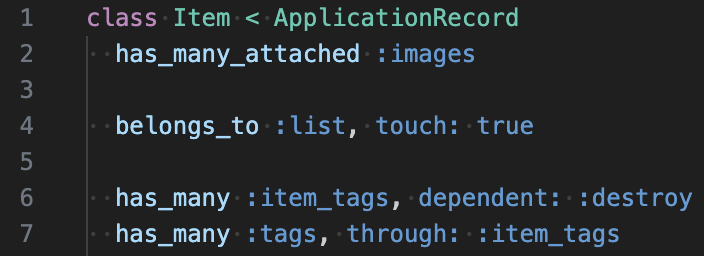 1 class Item < ApplicationRecord
2   has_many_attached :images
3
4   belongs_to :list, touch: true
5
6   has_many :item_tags, dependent: :destroy
7   has_many :tags, through: :item_tags